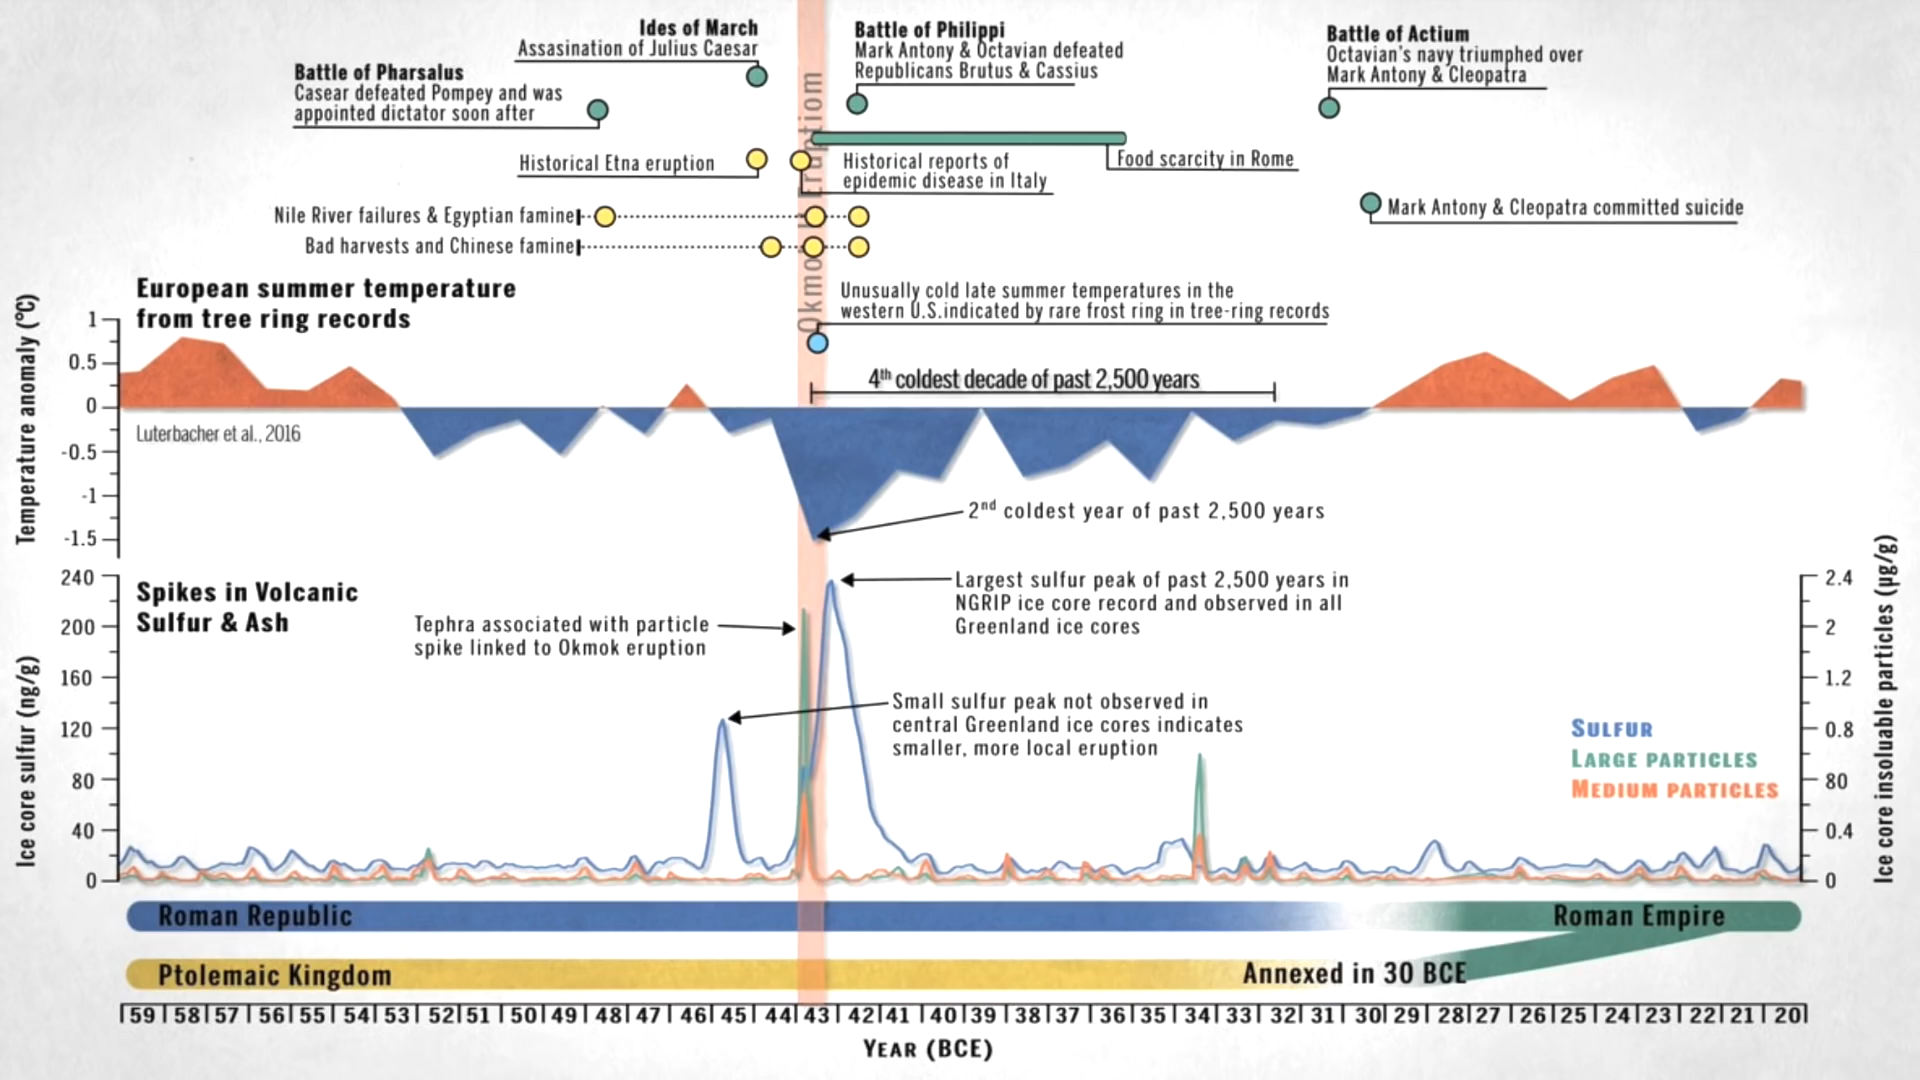 Ides of March
Assasination of Julius Caesar
Battle of Philippi
Mark Antony & Octavian defeated
Republicans Brutus & Cassius
Battle of Actium
Octavian's navy triumphed over
Mark Antony & Cleopatra
Battle of Pharsalus
Casear defeated Pompey and was
appointed dictator soon after
Okmok Eruptiom
Historical Etna eruption
Historical reports of
epidemic disease in Italy
Food scarcity in Rome
Nile River failures & Egyptian famine
Mark Antony & Cleopatra committed suicide
Bad harvests and Chinese famine
European summer temperature
from tree ring records
Unusually cold late summer temperatures in the
western U.S.indicated by rare frost ring in tree-ring records
4th coldest decade of past 2,500 years
Temperature anomaly (°C)
1
0.5
0
-0.5
-1
-1.5
Luterbacher et al., 2016
2nd coldest year of past 2,500 years
Spikes in Volcanic
Sulfur & Ash
Largest sulfur peak of past 2,500 years in
NGRIP ice core record and observed in all
Greenland ice cores
Tephra associated with particle
spike linked to Okmok eruption
Small sulfur peak not observed in
central Greenland ice cores indicates
smaller, more local eruption
Ice core sulfur (ng/g)
240
200
160
120
80
40
0
SULFUR
LARGE PARTICLES
MEDIUM PARTICLES
2.4
2
1.2
0.8
80
0.4
0
Ice core insoluable particles (µg/g)
Roman Republic
Roman Empire
Ptolemaic Kingdom
Annexed in 30 BCE
59 58 57 56 55 54 53 52 51 50 49 48 47 46 45 44 43 42 41 40 39 38 37 36 35 34 33 32 31 30 29 28 27 26 25 24 23 22 21 20
YEAR (BCE)